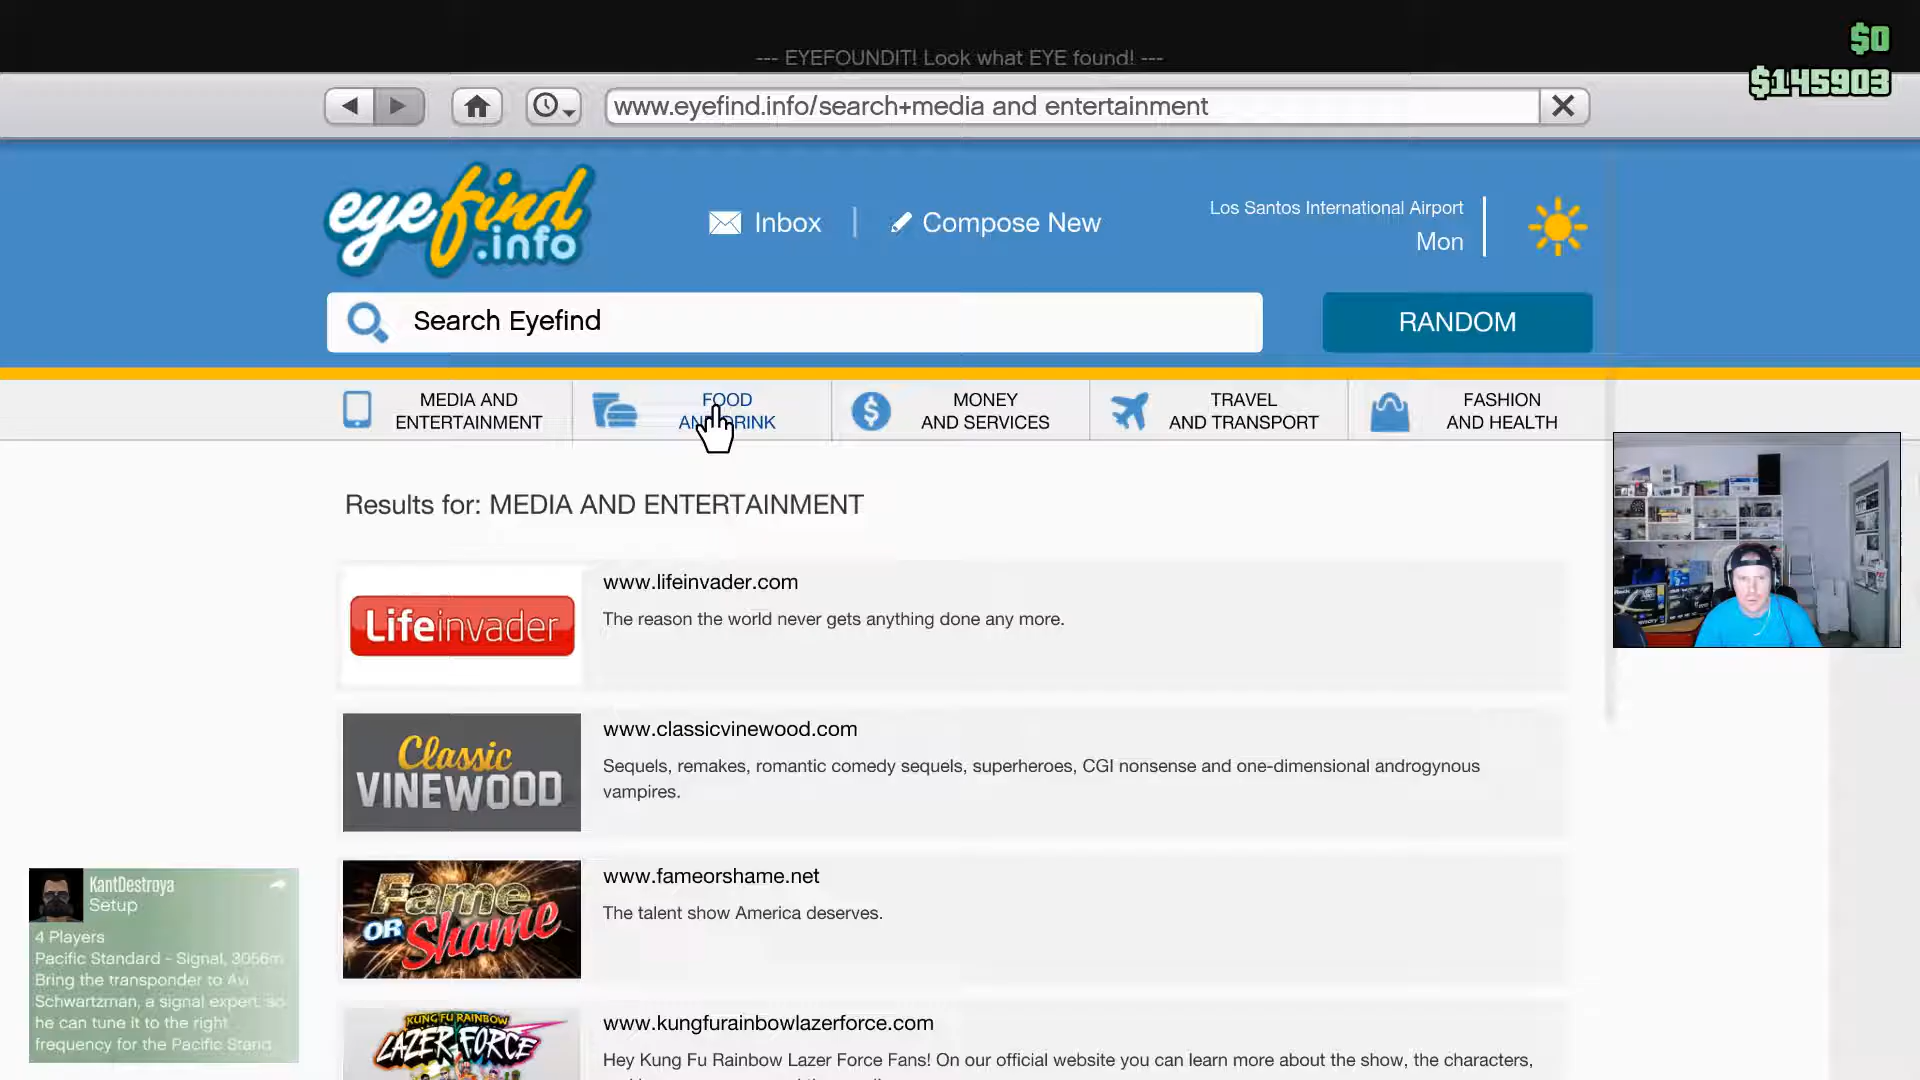 $0
--- EYEFOUNDIT! Look what EYE found! ---
$145903
www.eyefind.info/search+media and entertainment
eyefind
.info
Inbox
Compose New
Los Santos International Airport
Mon
Search Eyefind
RANDOM
MEDIA AND
ENTERTAINMENT
FOOD
AND DRINK
MONEY
AND SERVICES
TRAVEL
AND TRANSPORT
FASHION
AND HEALTH
Results for: MEDIA AND ENTERTAINMENT
Lifeinvader
www.lifeinvader.com
The reason the world never gets anything done any more.
Classic
VINEWOOD
www.classicvinewood.com
Sequels, remakes, romantic comedy sequels, superheroes, CGI nonsense and one-dimensional androgynous
vampires.
Fame
OR Shame
www.fameorshame.net
The talent show America deserves.
KUNG FU RAINBOW
LAZER FORCE
www.kungfurainbowlazerforce.com
Hey Kung Fu Rainbow Lazer Force Fans! On our official website you can learn more about the show, the characters,
KantDestroya
Setup
4 Players
Pacific Standard - Signal, 3056m
Bring the transponder to Avi
Schwartzman, a signal expert, so
he can tune it to the right
frequency for the Pacific Stand